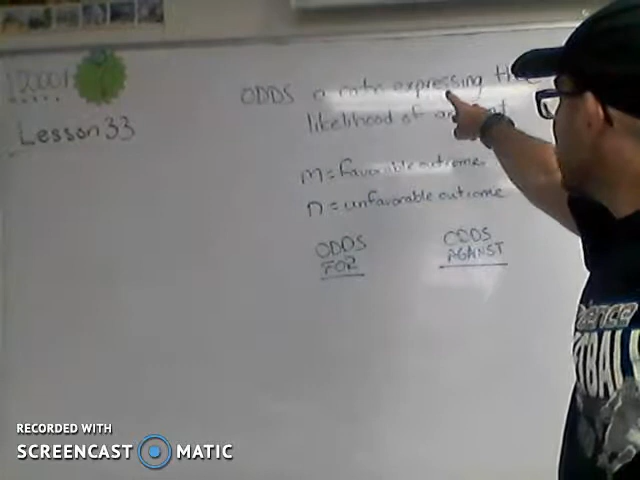 12001
Lesson 33
ODDS a ratio expressing the
likelihood of an
m = favorable outcome
n = unfavorable outcome
ODDS
FOR
ODDS
AGAINST
RECORDED WITH
SCREENCAST MATIC